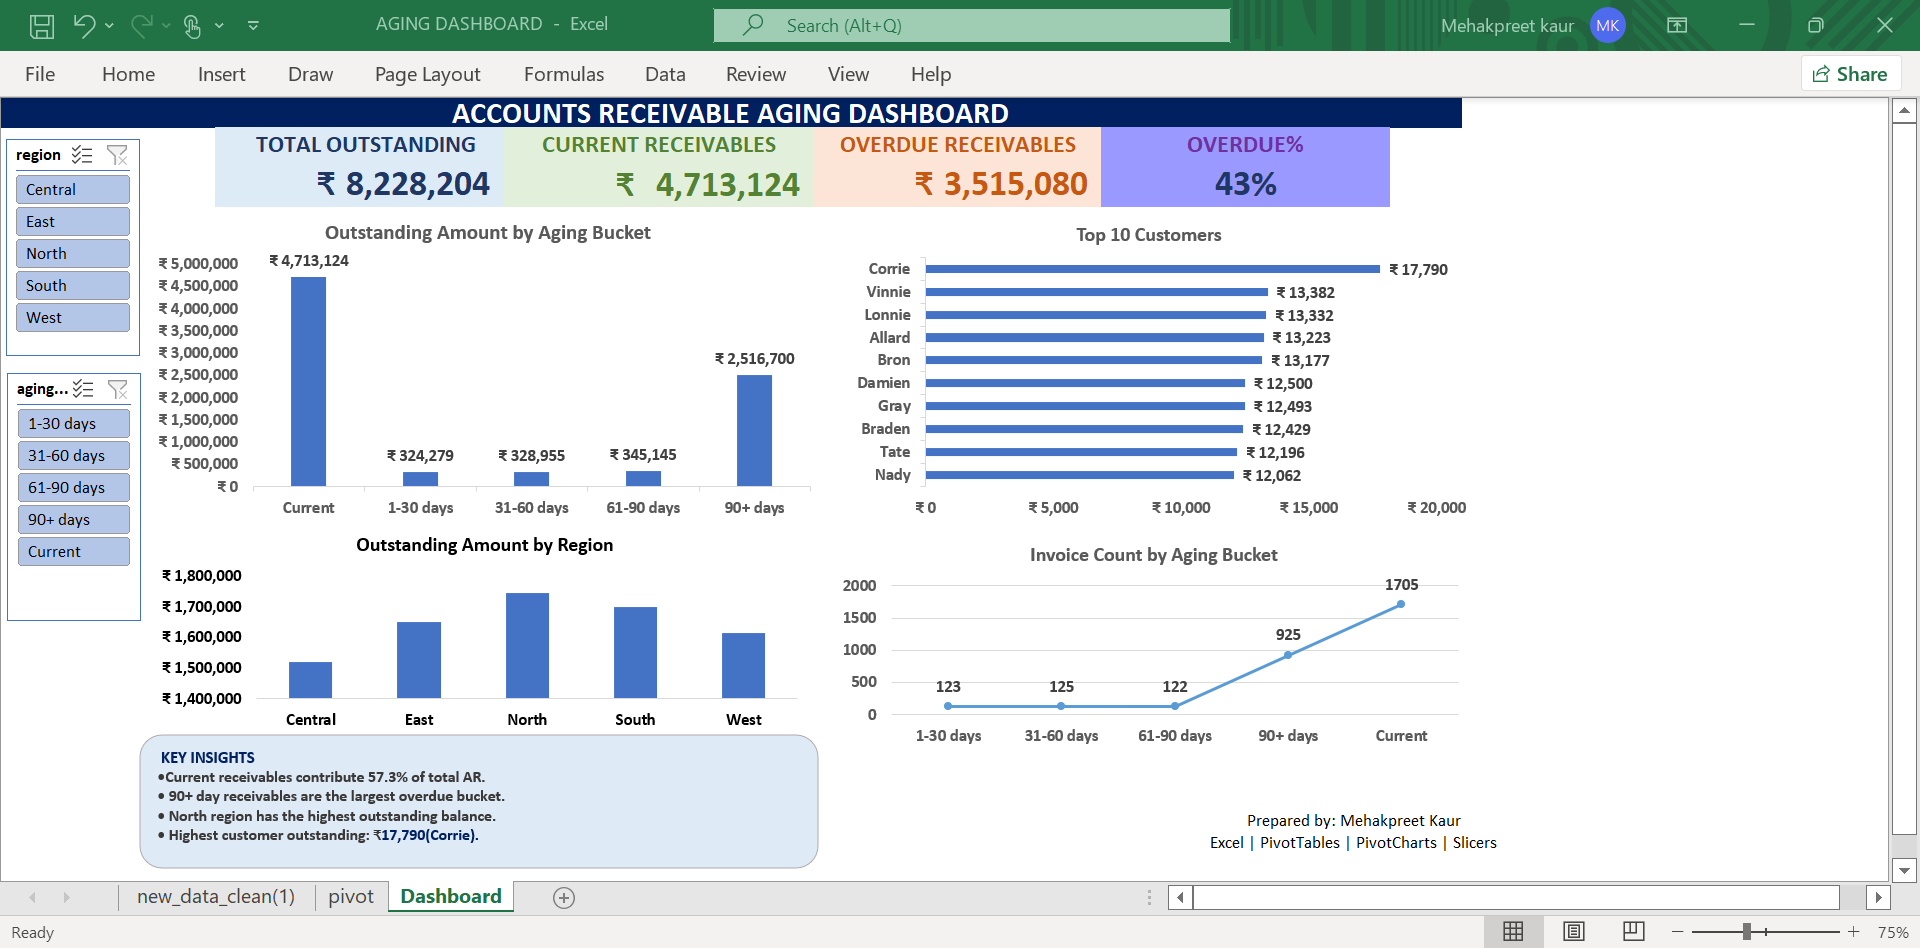 AGING DASHBOARD - Excel
Search (Alt+Q)
Mehakpreet kaur MK
File Home Insert Draw Page Layout Formulas Data Review View Help Share
ACCOUNTS RECEIVABLE AGING DASHBOARD
TOTAL OUTSTANDING
₹ 8,228,204
CURRENT RECEIVABLES
₹ 4,713,124
OVERDUE RECEIVABLES
₹ 3,515,080
OVERDUE%
43%
region
Central
East
North
South
West
aging...
1-30 days
31-60 days
61-90 days
90+ days
Current
Outstanding Amount by Aging Bucket
₹ 5,000,000
₹ 4,500,000
₹ 4,000,000
₹ 3,500,000
₹ 3,000,000
₹ 2,500,000
₹ 2,000,000
₹ 1,500,000
₹ 1,000,000
₹ 500,000
₹ 0
₹ 4,713,124
₹ 324,279
₹ 328,955
₹ 345,145
₹ 2,516,700
Current 1-30 days 31-60 days 61-90 days 90+ days
Top 10 Customers
Corrie ₹ 17,790
Vinnie ₹ 13,382
Lonnie ₹ 13,332
Allard ₹ 13,223
Bron ₹ 13,177
Damien ₹ 12,500
Gray ₹ 12,493
Braden ₹ 12,429
Tate ₹ 12,196
Nady ₹ 12,062
₹ 0 ₹ 5,000 ₹ 10,000 ₹ 15,000 ₹ 20,000
Outstanding Amount by Region
₹ 1,800,000
₹ 1,700,000
₹ 1,600,000
₹ 1,500,000
₹ 1,400,000
Central East North South West
Invoice Count by Aging Bucket
2000
1500
1000
500
0
123 125 122 925 1705
1-30 days 31-60 days 61-90 days 90+ days Current
KEY INSIGHTS
•Current receivables contribute 57.3% of total AR.
• 90+ day receivables are the largest overdue bucket.
• North region has the highest outstanding balance.
• Highest customer outstanding: ₹17,790(Corrie).
Prepared by: Mehakpreet Kaur
Excel | PivotTables | PivotCharts | Slicers
new_data_clean(1) pivot Dashboard
Ready
75%